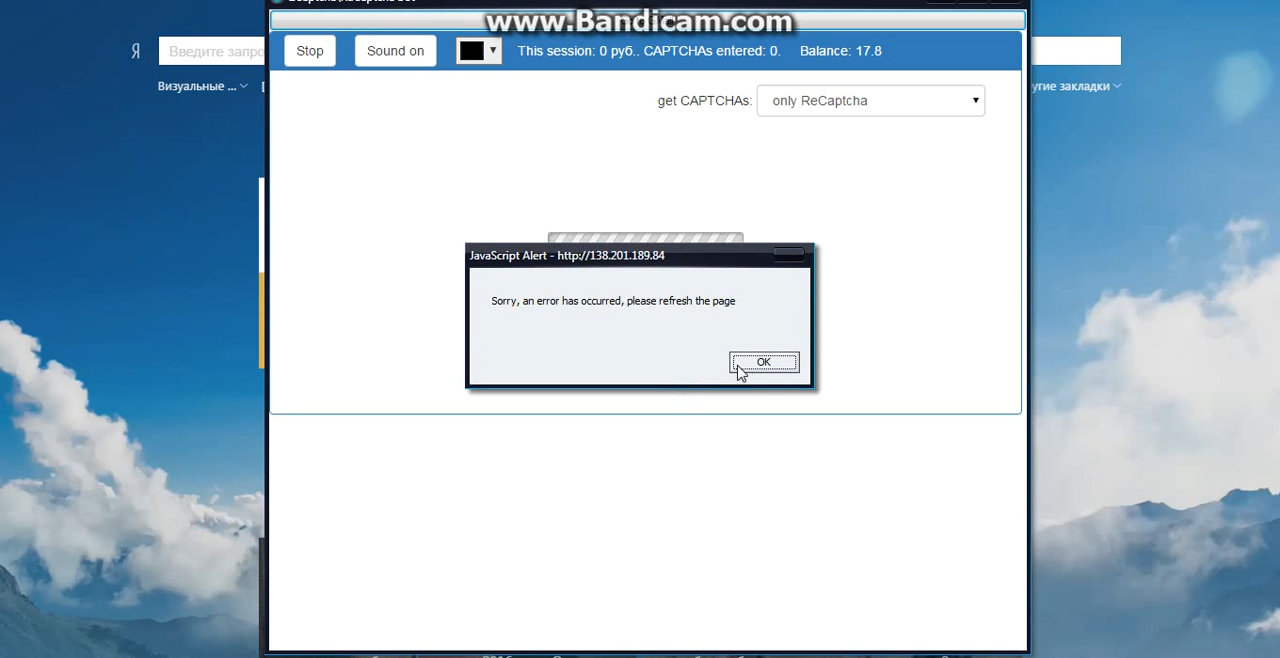 www.Bandicam.com
Я Введите запро
Stop Sound on This session: 0 руб.. CAPTCHAs entered: 0. Balance: 17.8
Визуальные ...
угие закладки
get CAPTCHAs: only ReCaptcha
JavaScript Alert - http://138.201.189.84
Sorry, an error has occurred, please refresh the page
OK